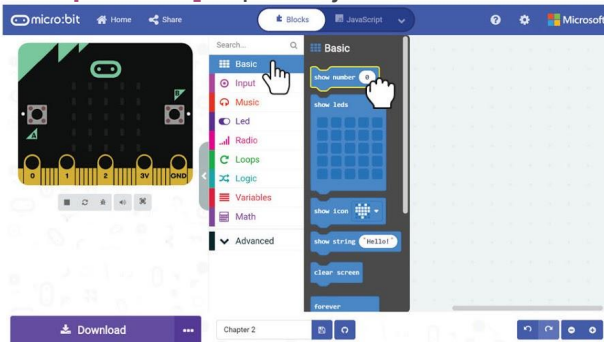 micro:bit Home Share Blocks JavaScript Microsoft
Search...
Basic
Input
Music
Led
Radio
Loops
Logic
Variables
Math
Advanced
Basic
show number 0
show leds
show icon
show string "Hello!"
clear screen
forever
B
A
0 1 2 3V GND
Download
Chapter 2